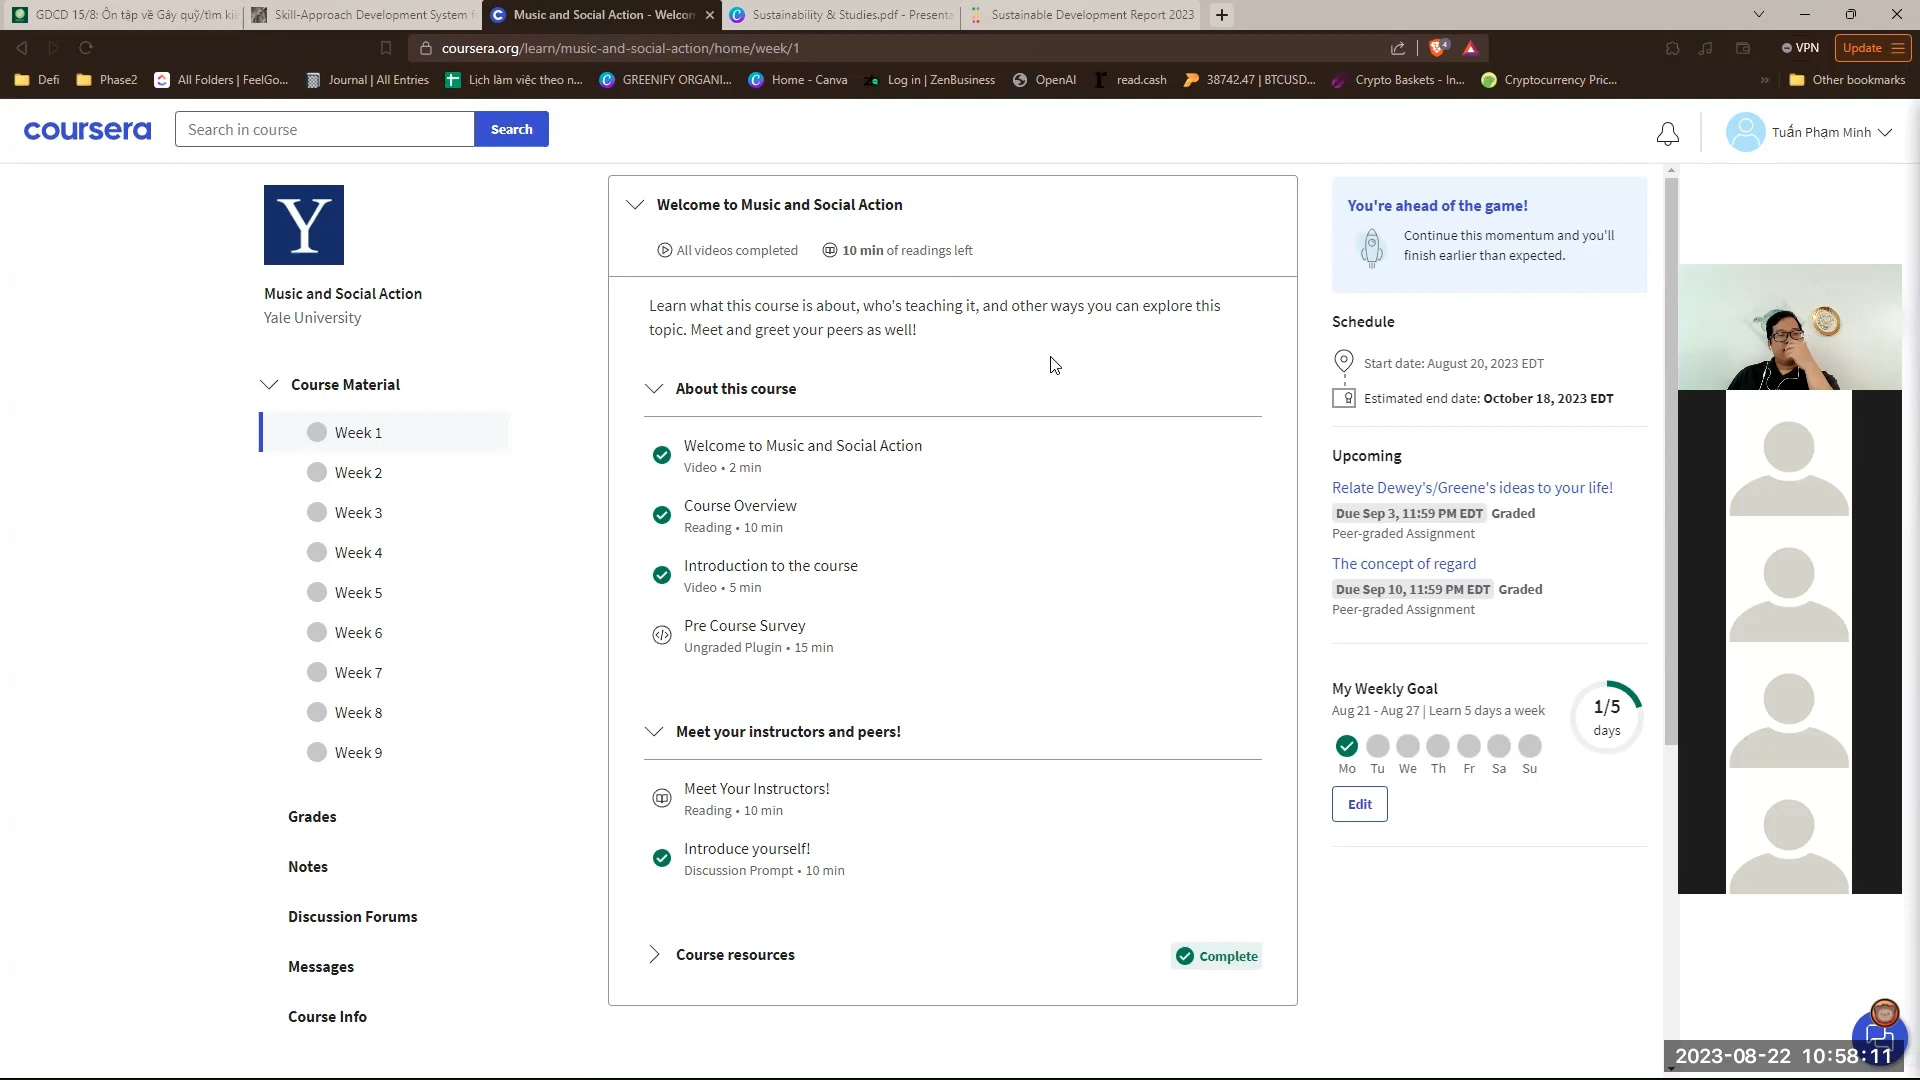 GDCD 15/8: Ôn tập về Gây quỹ/tìm ki
Skill-Approach Development System f
Music and Social Action - Welcom
Sustainability & Studies.pdf - Presenta
Sustainable Development Report 2023
coursera.org/learn/music-and-social-action/home/week/1
VPN
Update
Defi
Phase2
All Folders | FeelGo...
Journal | All Entries
Lịch làm việc theo n...
GREENIFY ORGANI...
Home - Canva
Log in | ZenBusiness
OpenAI
read.cash
38742.47 | BTCUSD...
Crypto Baskets - In...
Cryptocurrency Pric...
Other bookmarks
coursera
Search in course
Search
Tuấn Phạm Minh
Y
Music and Social Action
Yale University
Course Material
Week 1
Week 2
Week 3
Week 4
Week 5
Week 6
Week 7
Week 8
Week 9
Grades
Notes
Discussion Forums
Messages
Course Info
Welcome to Music and Social Action
All videos completed
10 min of readings left
Learn what this course is about, who's teaching it, and other ways you can explore this
topic. Meet and greet your peers as well!
About this course
Welcome to Music and Social Action
Video • 2 min
Course Overview
Reading • 10 min
Introduction to the course
Video • 5 min
Pre Course Survey
Ungraded Plugin • 15 min
Meet your instructors and peers!
Meet Your Instructors!
Reading • 10 min
Introduce yourself!
Discussion Prompt • 10 min
Course resources
Complete
You're ahead of the game!
Continue this momentum and you'll
finish earlier than expected.
Schedule
Start date: August 20, 2023 EDT
Estimated end date: October 18, 2023 EDT
Upcoming
Relate Dewey's/Greene's ideas to your life!
Due Sep 3, 11:59 PM EDT Graded
Peer-graded Assignment
The concept of regard
Due Sep 10, 11:59 PM EDT Graded
Peer-graded Assignment
My Weekly Goal
Aug 21 - Aug 27 | Learn 5 days a week
1/5
days
Mo Tu We Th Fr Sa Su
Edit
2023-08-22 10:58:11